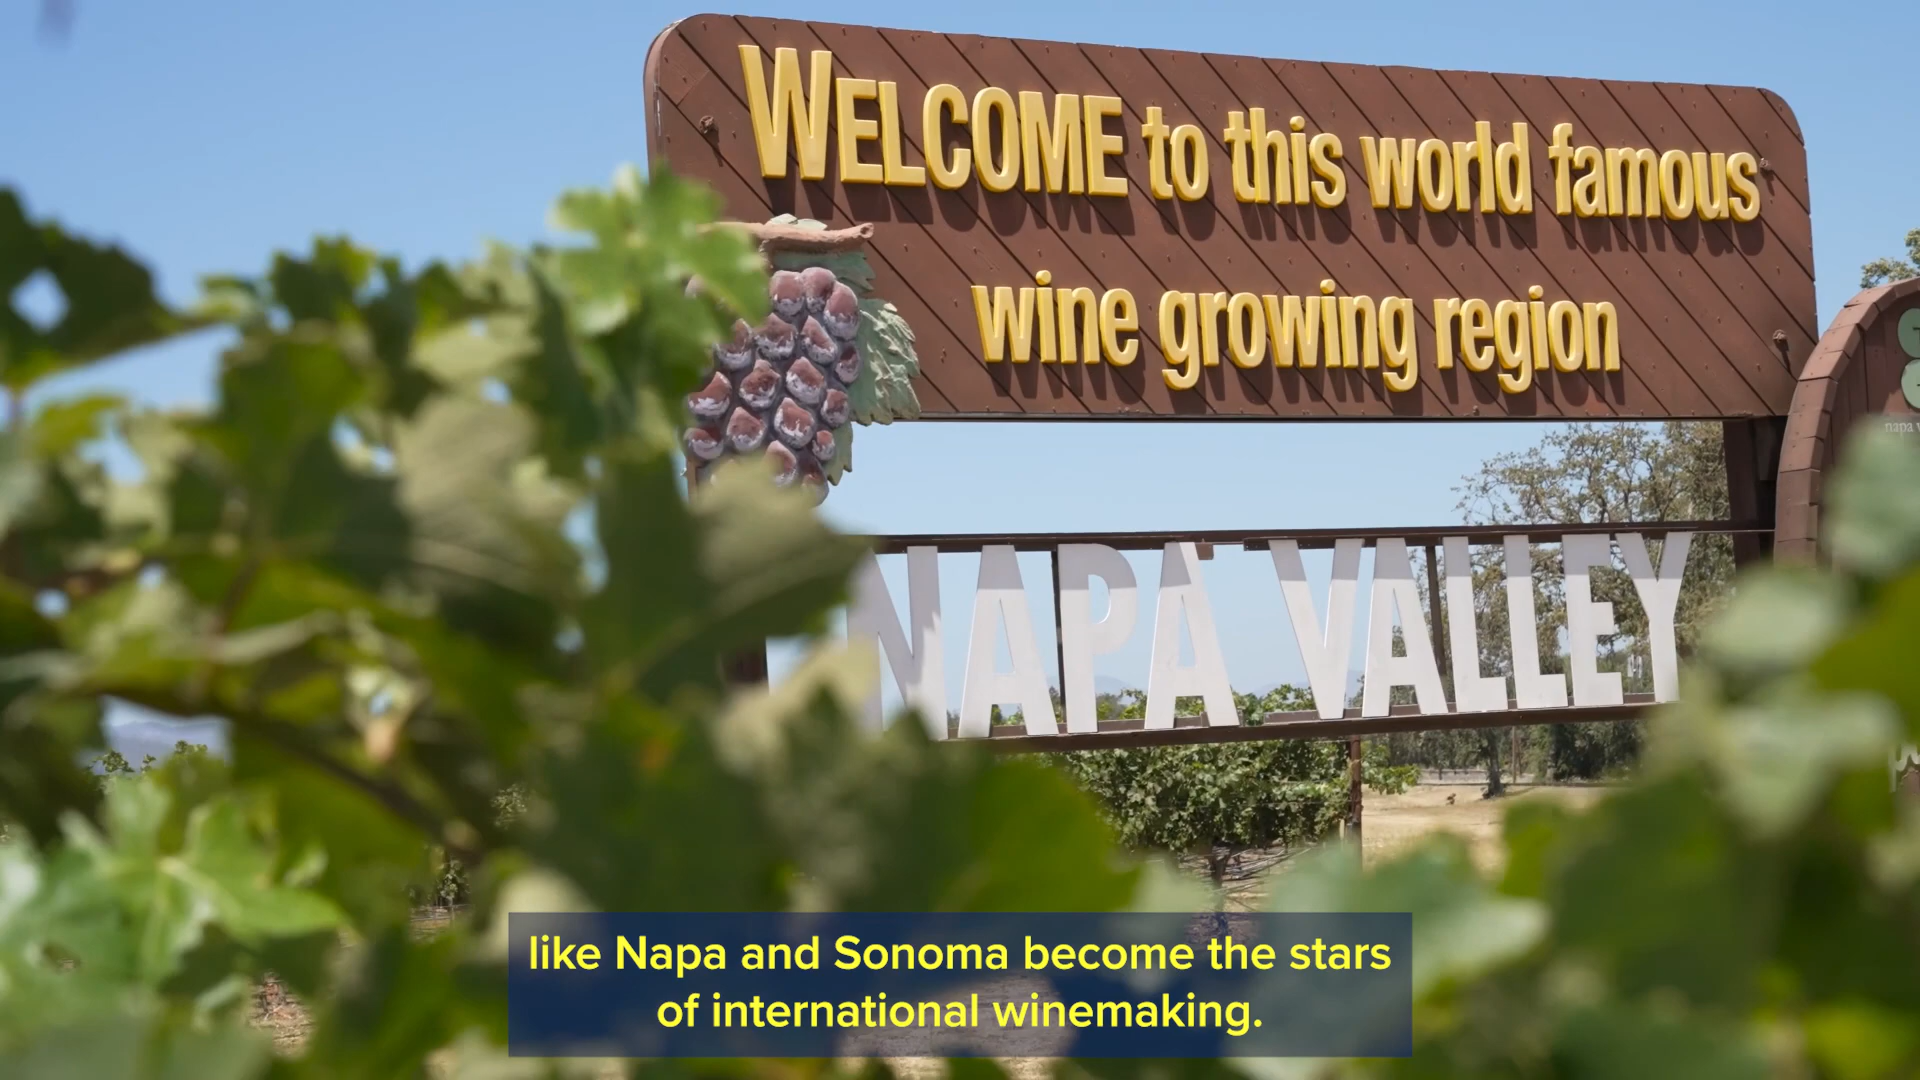 WELCOME to this world famous
wine growing region
NAPA VALLEY
napa
like Napa and Sonoma become the stars
of international winemaking.